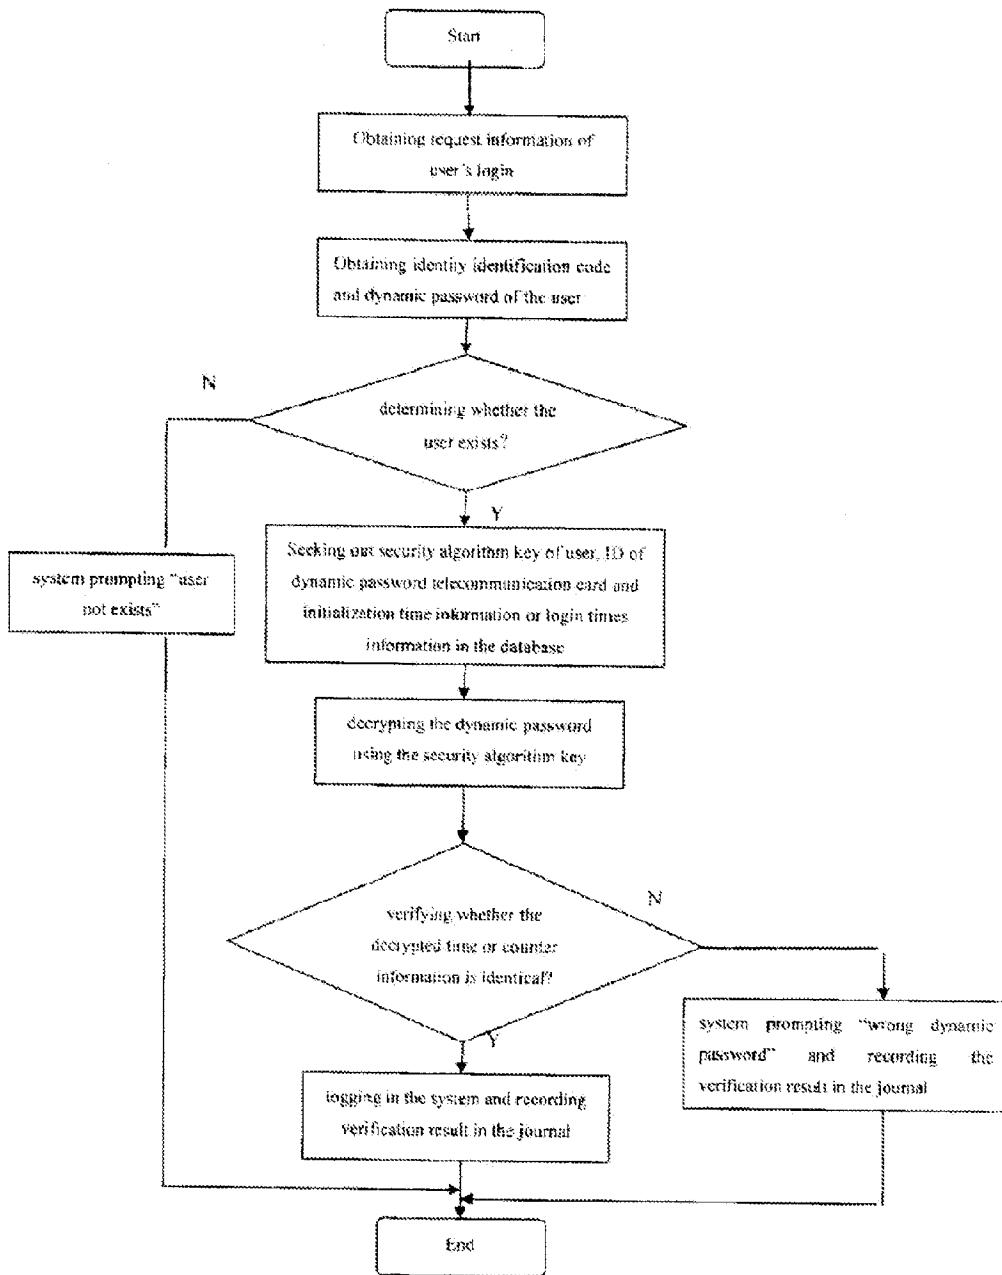 Start
Obtaining request information of
user's login
Obtaining identity identification code
and dynamic password of the user
N
determining whether the
user exists?
Y
Seeking out security algorithm key of user, ID of
dynamic password telecommunication card and
initialization time information or login times
information in the database
system prompting “user
not exists”
decrypting the dynamic password
using the security algorithm key
N
verifying whether the
decrypted time or counter
information is identical?
Y
system prompting “wrong dynamic
password” and recording the
verification result in the journal
logging in the system and recording
verification result in the journal
End